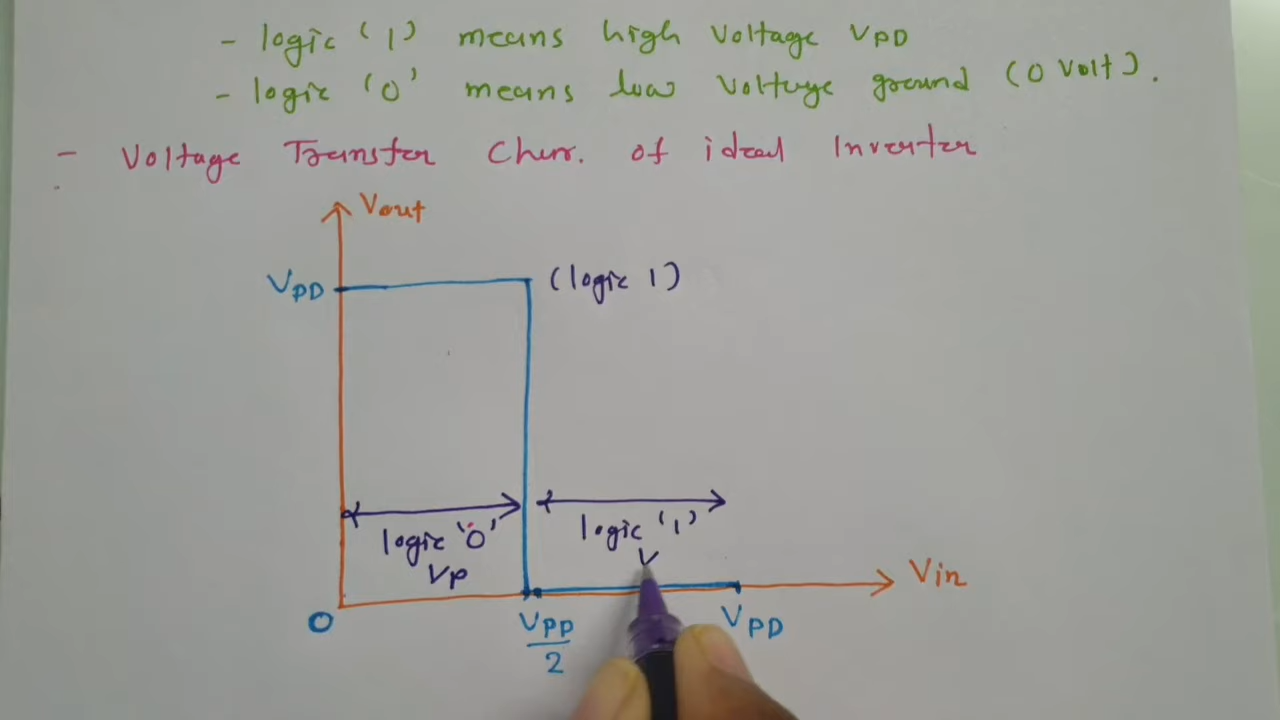 - logic '1' means high voltage VDD
- logic '0' means low voltage ground (0 volt).
- Voltage Transfer Char. of ideal Inverter
Vout
VDD
(logic 1)
logic '0'
logic '1'
Vp
V
Vin
0
VDD/2
VDD